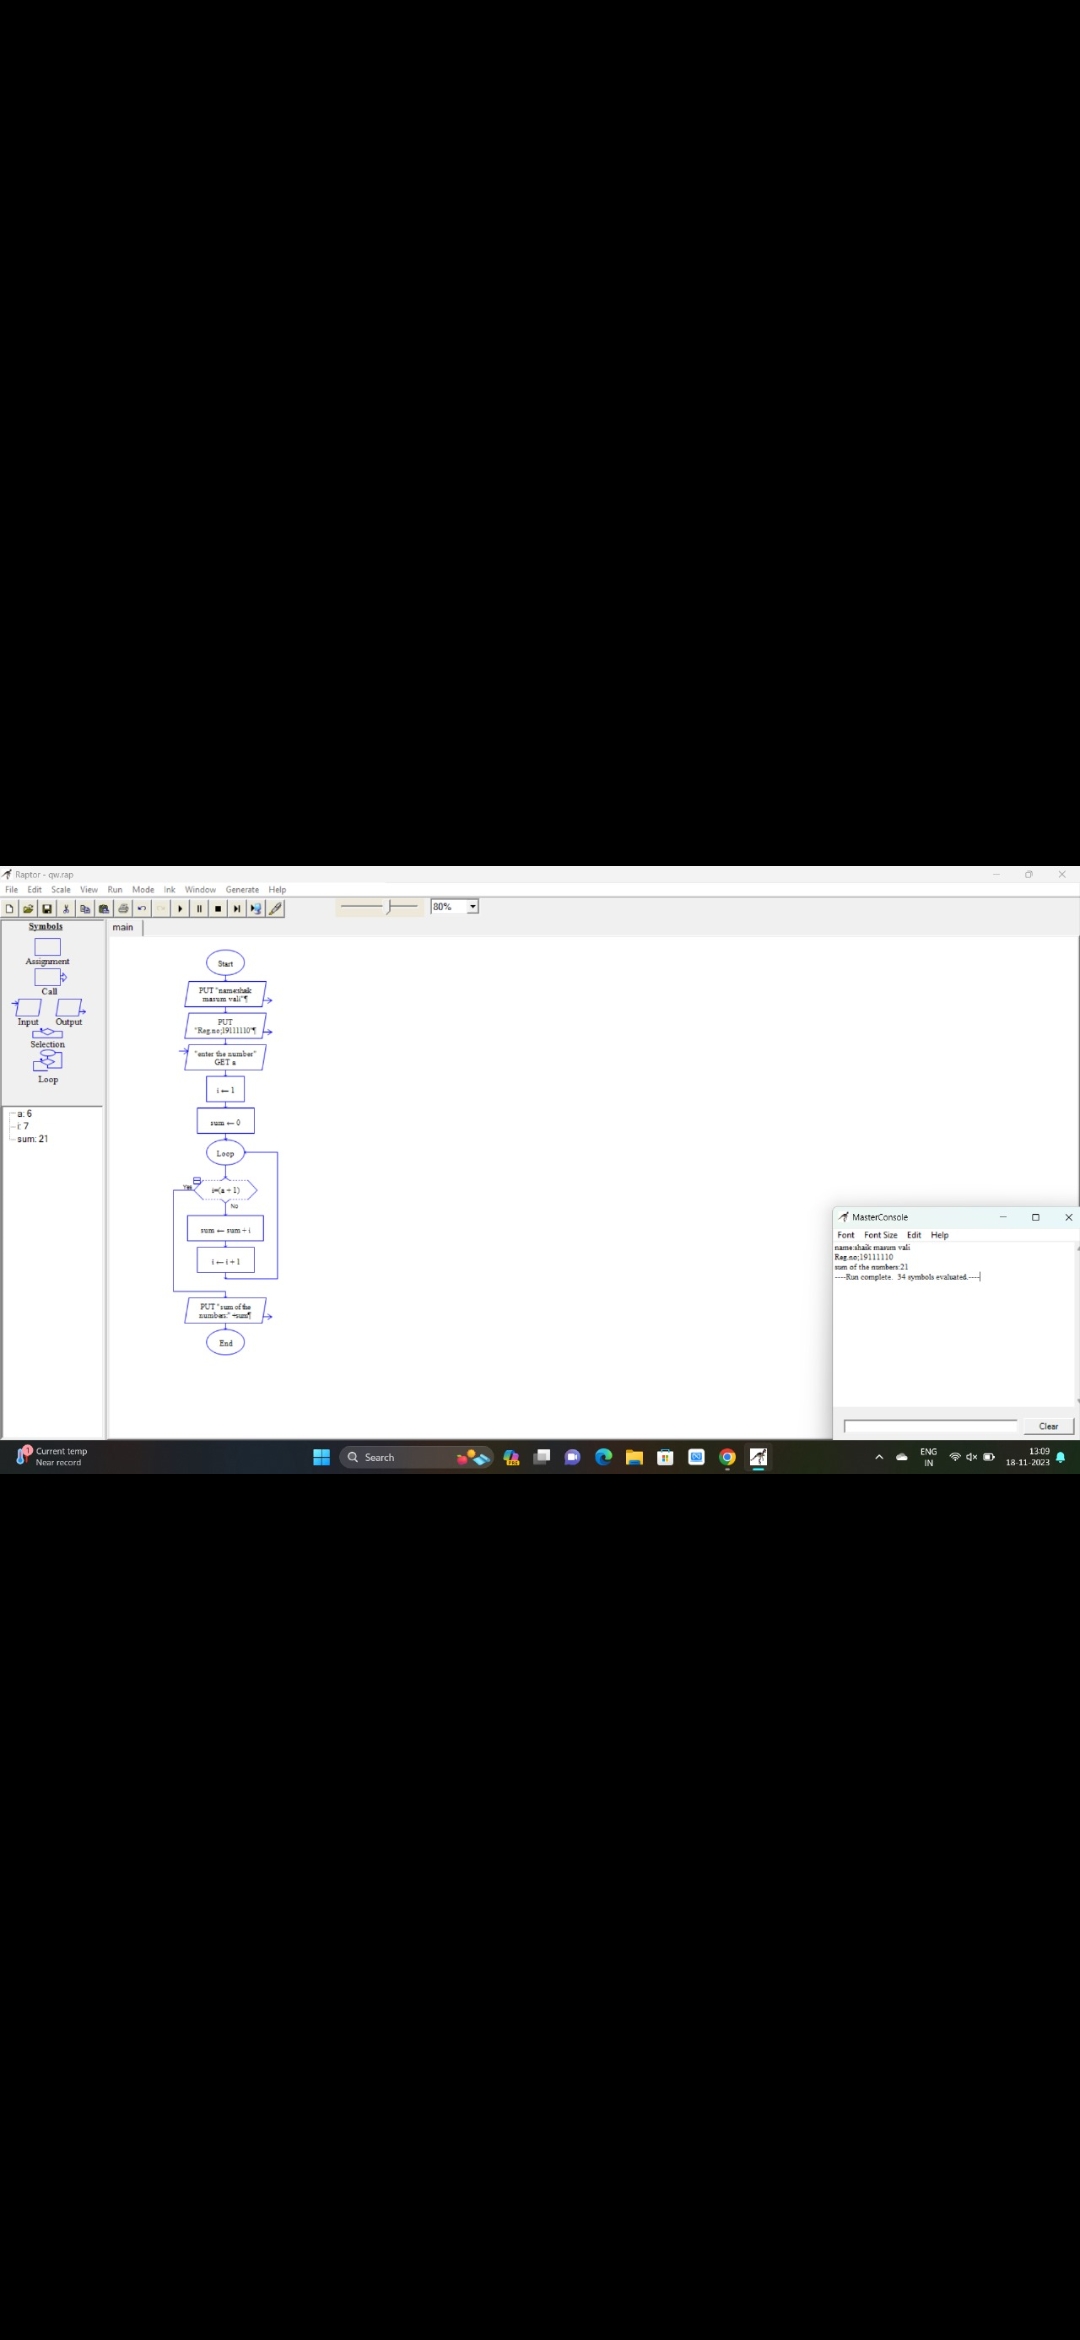 Raptor - qw.rap
File Edit Scale View Run Mode Ink Window Generate Help
80%
Symbols
main
Assignment
Call
Input Output
Selection
Loop
a: 6
i: 7
sum: 21
Start
PUT "name:shaik
masum vali"¶
PUT
"Reg.no;19111110"¶
"enter the number"
GET a
i ← 1
sum ← 0
Loop
Yes
i=(a + 1)
No
sum ← sum + i
i ← i + 1
PUT "sum of the
numbers:" +sum¶
End
MasterConsole
Font Font Size Edit Help
name:shaik masum vali
Reg.no;19111110
sum of the numbers:21
----Run complete. 34 symbols evaluated.----
Clear
1
Current temp
Near record
Search
ENG
IN
13:09
18-11-2023